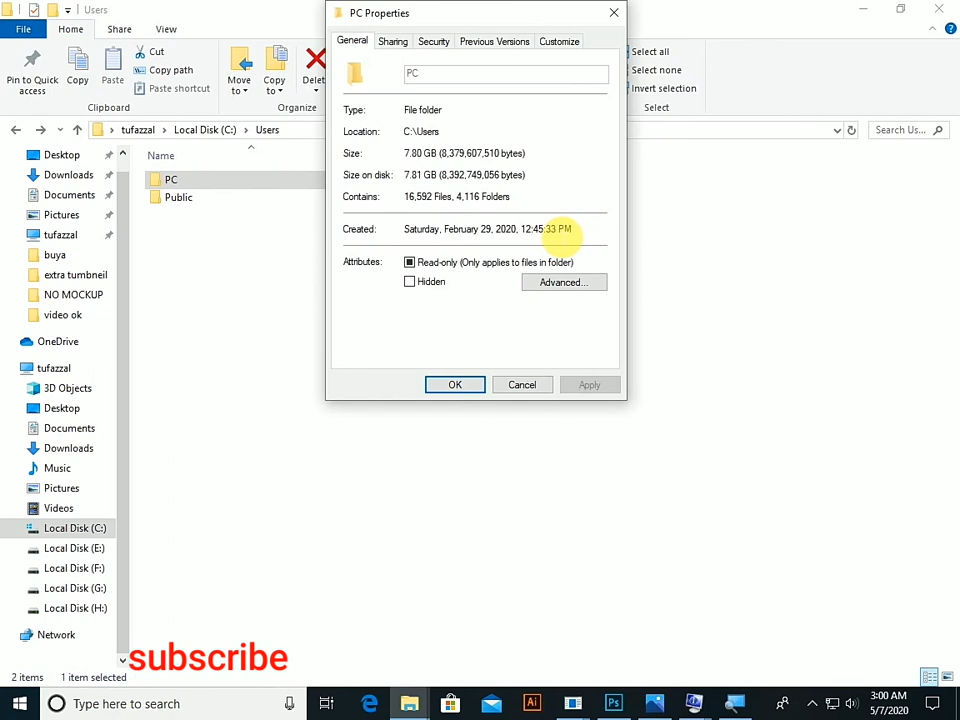 Users
File
Home
Share
View
Pin to Quick
access
Copy
Paste
Cut
Copy path
Paste shortcut
Clipboard
Move
to
Copy
to
Delet
Organize
Select all
Select none
Invert selection
Select
tufazzal
Local Disk (C:)
Users
Search Us...
Desktop
Downloads
Documents
Pictures
tufazzal
buya
extra tumbneil
NO MOCKUP
video ok
OneDrive
tufazzal
3D Objects
Desktop
Documents
Downloads
Music
Pictures
Videos
Local Disk (C:)
Local Disk (E:)
Local Disk (F:)
Local Disk (G:)
Local Disk (H:)
Network
Name
PC
Public
PC Properties
General
Sharing
Security
Previous Versions
Customize
PC
Type: File folder
Location: C:\Users
Size: 7.80 GB (8,379,607,510 bytes)
Size on disk: 7.81 GB (8,392,749,056 bytes)
Contains: 16,592 Files, 4,116 Folders
Created: Saturday, February 29, 2020, 12:45:33 PM
Attributes: Read-only (Only applies to files in folder)
Hidden
Advanced...
OK
Cancel
Apply
subscribe
2 items
1 item selected
Type here to search
Ai
Ps
3:00 AM
5/7/2020